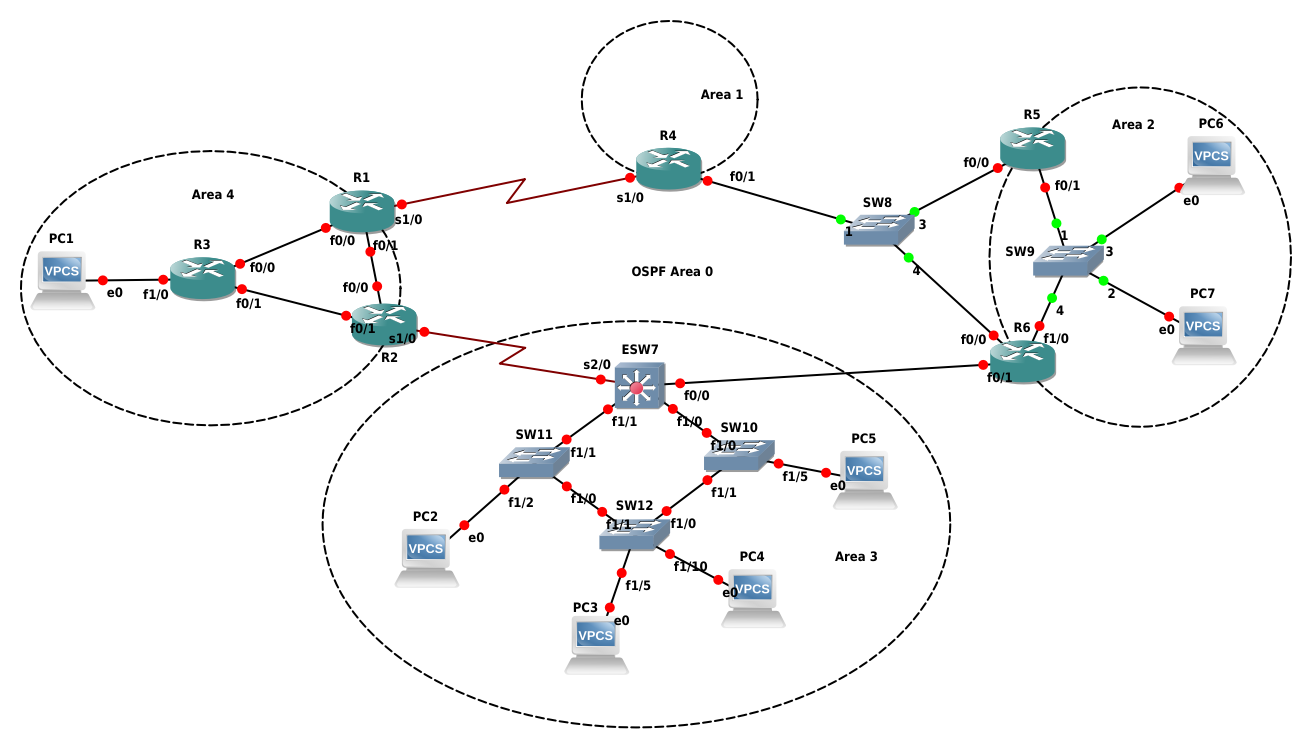 Area 1
R4
s1/0
f0/1
Area 4
R1
s1/0
f0/0
f0/1
PC1
VPCS
e0
f1/0
R3
f0/0
f0/1
f0/0
f0/1
s1/0
R2
OSPF Area 0
SW8
1
3
4
R5
f0/0
f0/1
Area 2
PC6
VPCS
e0
SW9
1
3
2
4
PC7
VPCS
e0
R6
f0/0
f1/0
f0/1
ESW7
s2/0
f0/0
f1/1
f1/0
SW10
f1/0
f1/5
f1/1
PC5
VPCS
e0
SW11
f1/1
f1/2
f1/0
SW12
f1/1
f1/0
f1/5
f1/10
PC2
VPCS
e0
PC3
VPCS
e0
PC4
VPCS
e0
Area 3